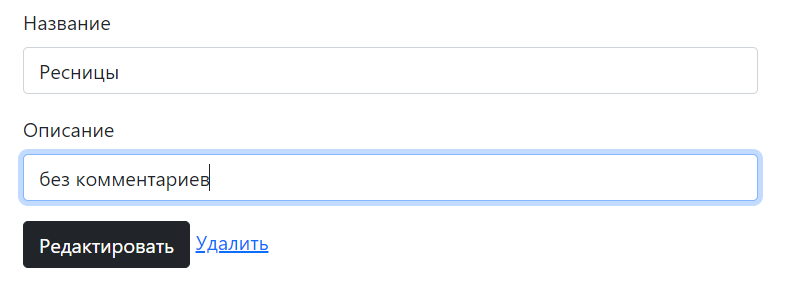 Название
Ресницы
Описание
без комментариев
Редактировать Удалить